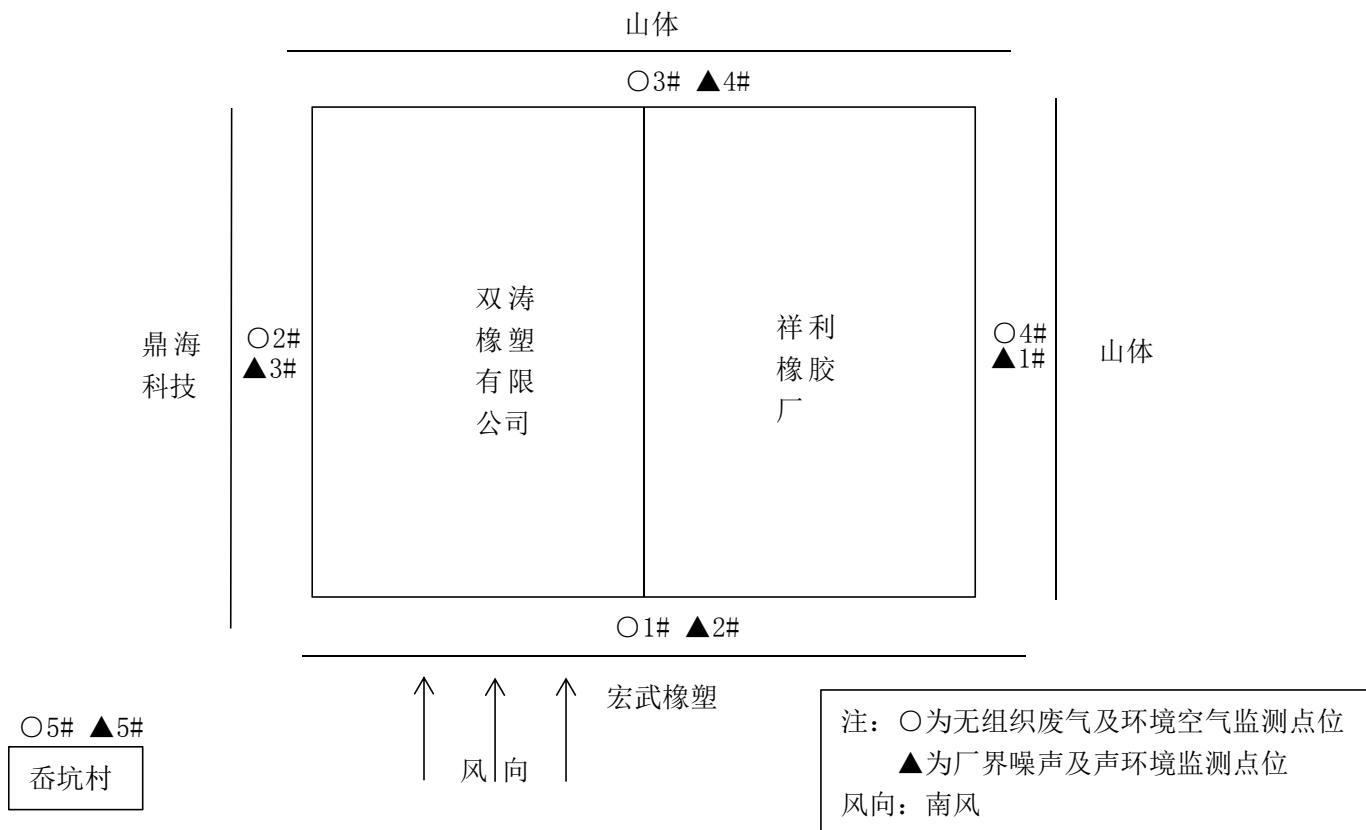 山体
○3# ▲4#
鼎海
科技
○2#
▲3#
双涛
橡塑
有限
公司
祥利
橡胶
厂
○4#
▲1#
山体
○1# ▲2#
宏武橡塑
风向
○5# ▲5#
岙坑村
注：○为无组织废气及环境空气监测点位
▲为厂界噪声及声环境监测点位
风向：南风